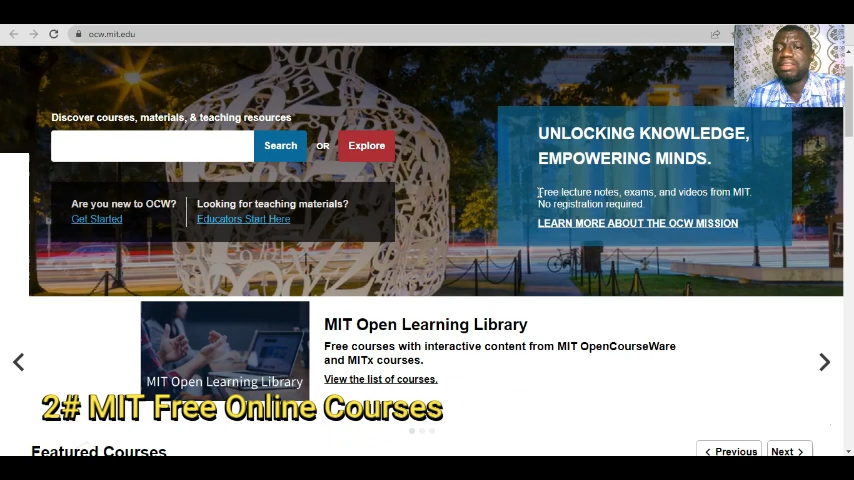 ocw.mit.edu
Discover courses, materials, & teaching resources
Search OR Explore
Are you new to OCW?
Get Started
Looking for teaching materials?
Educators Start Here
UNLOCKING KNOWLEDGE,
EMPOWERING MINDS.
Free lecture notes, exams, and videos from MIT.
No registration required.
LEARN MORE ABOUT THE OCW MISSION
MIT Open Learning Library
MIT Open Learning Library
Free courses with interactive content from MIT OpenCourseWare
and MITx courses.
View the list of courses.
2# MIT Free Online Courses
Featured Courses
Previous
Next